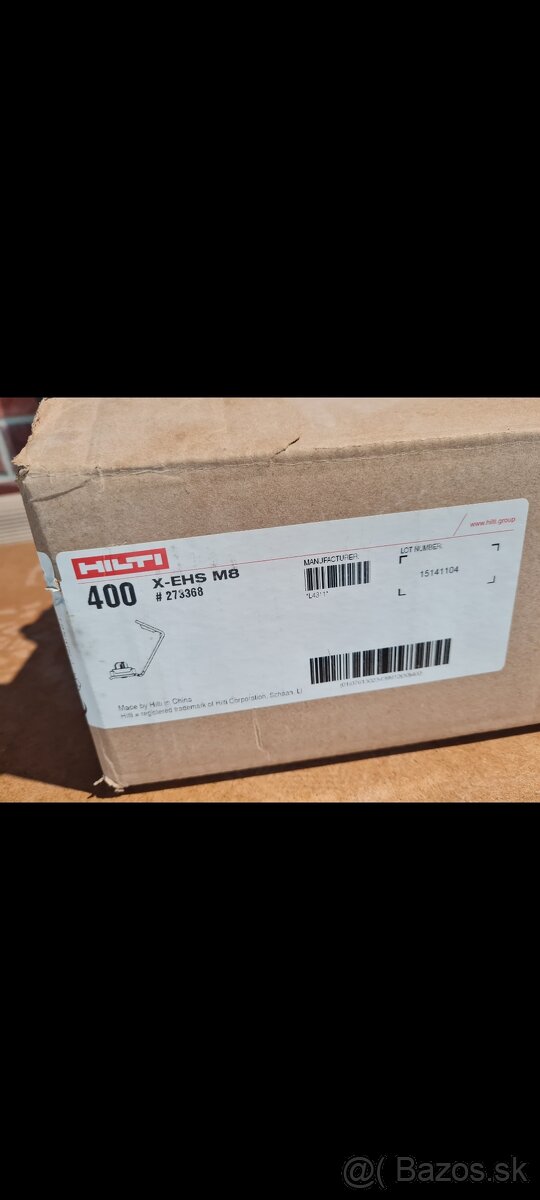 www.hilti.group
HILTI
400 X-EHS M8
# 273368
MANUFACTURER:
*L4311*
LOT NUMBER:
15141104
Made by Hilti in China
Hilti = registered trademark of Hilti Corporation, Schaan, LI
@( Bazos.sk